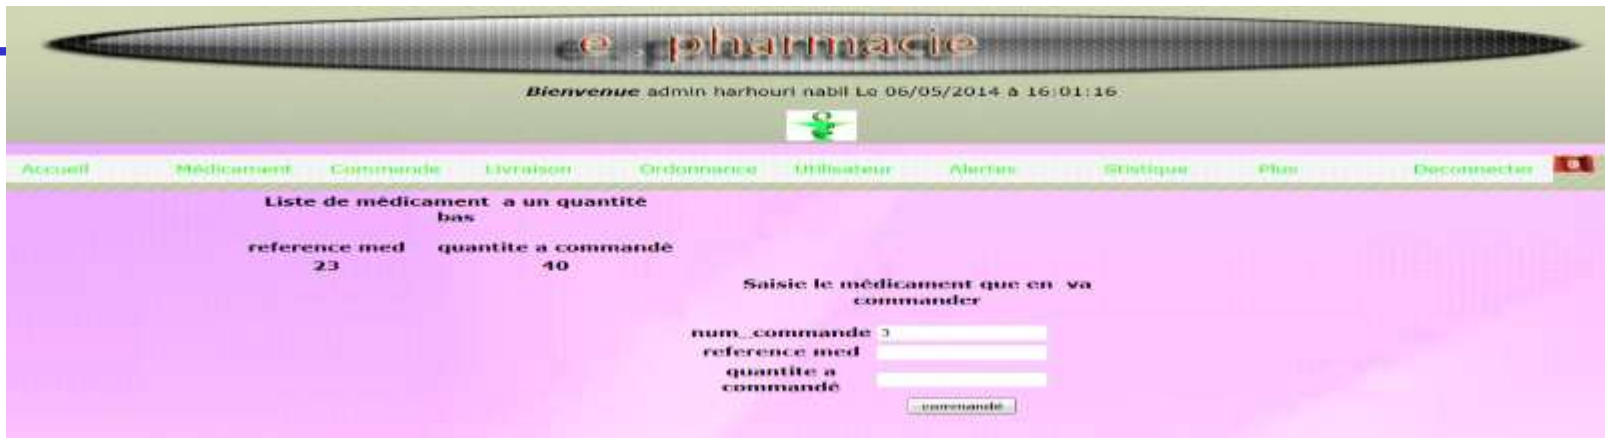 e . pharmacie
Bienvenue admin harhouri nabil Le 06/05/2014 à 16:01:16
Accueil Médicament Commande Livraison Ordonnance Utilisateur Alertes Stistique Plus Deconnecter
Liste de médicament a un quantité
bas
reference med quantite a commandé
23 40
Saisie le médicament que en va
commander
num_commande 3
reference med
quantite a
commandé
commandé